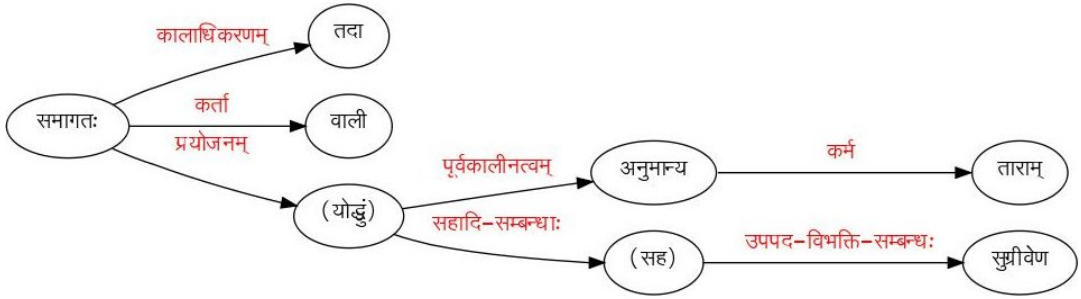 तदा
कालाधिकरणम्
समागतः
कर्ता
वाली
प्रयोजनम्
(योद्धुं)
पूर्वकालीनत्वम्
अनुमान्य
कर्म
ताराम्
सहादि-सम्बन्धाः
(सह)
उपपद-विभक्ति-सम्बन्धः
सुग्रीवेण